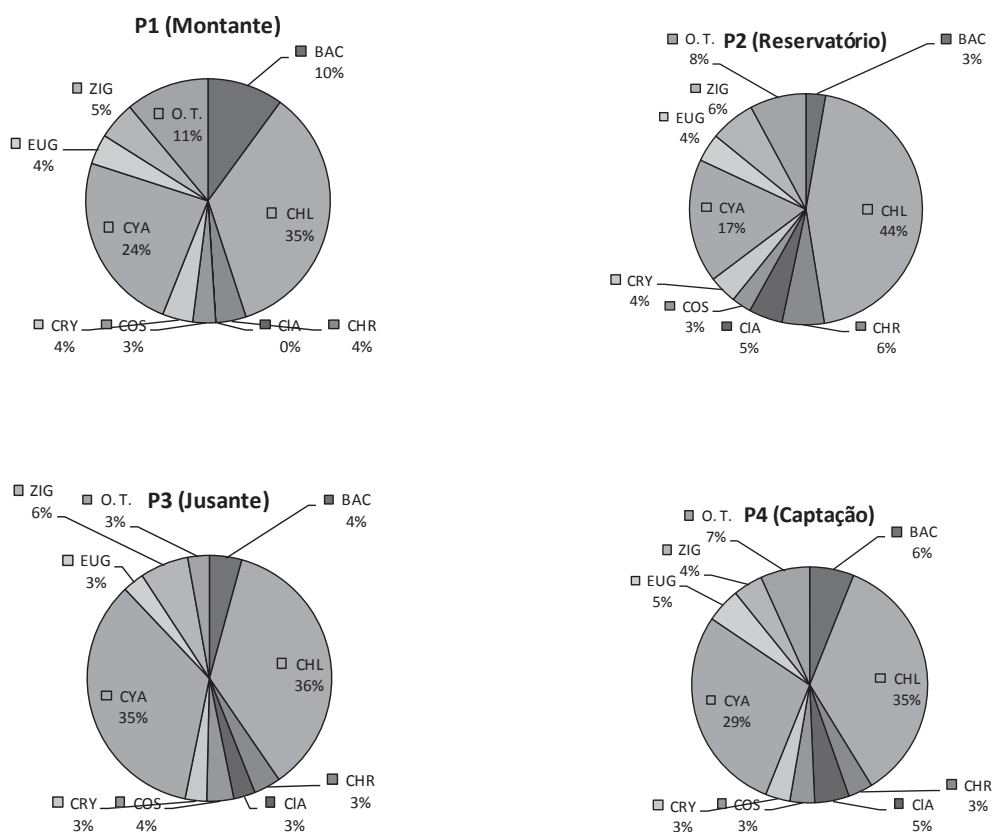 P1 (Montante)
BAC
10%
CHL
35%
CHR
4%
CIA
0%
COS
3%
CRY
4%
CYA
24%
EUG
4%
ZIG
5%
O. T.
11%
P2 (Reservatório)
BAC
3%
CHL
44%
CHR
6%
CIA
5%
COS
3%
CRY
4%
CYA
17%
EUG
4%
ZIG
6%
O. T.
8%
P3 (Jusante)
BAC
4%
CHL
36%
CHR
3%
CIA
3%
COS
4%
CRY
3%
CYA
35%
EUG
3%
ZIG
6%
O. T.
3%
P4 (Captação)
BAC
6%
CHL
35%
CHR
3%
CIA
5%
COS
3%
CRY
3%
CYA
29%
EUG
5%
ZIG
4%
O. T.
7%